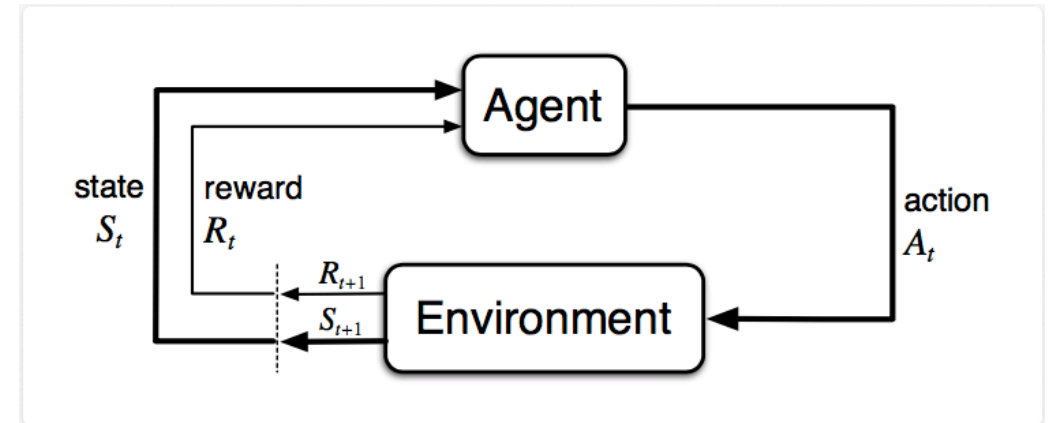 Agent
state
S_t
reward
R_t
action
A_t
R_{t+1}
S_{t+1}
Environment